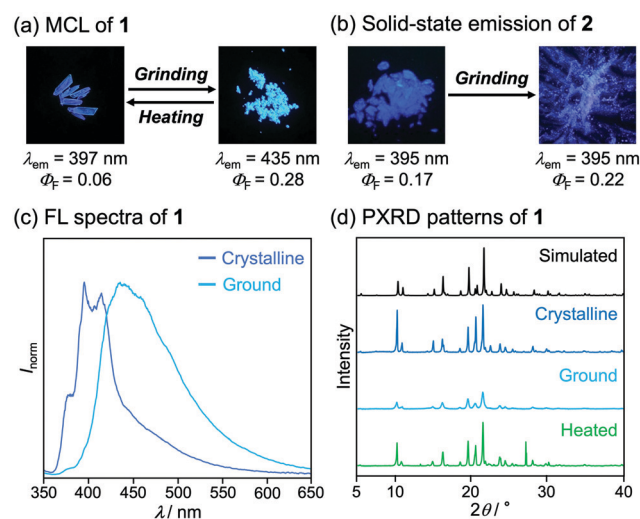 (a) MCL of 1
(b) Solid-state emission of 2
Grinding
Heating
Grinding
λem = 397 nm
ΦF = 0.06
λem = 435 nm
ΦF = 0.28
λem = 395 nm
ΦF = 0.17
λem = 395 nm
ΦF = 0.22
(c) FL spectra of 1
Crystalline
Ground
Inorm
350 400 450 500 550 600 650
λ / nm
(d) PXRD patterns of 1
Simulated
Crystalline
Ground
Heated
Intensity
5 10 20 30 40
2θ / °